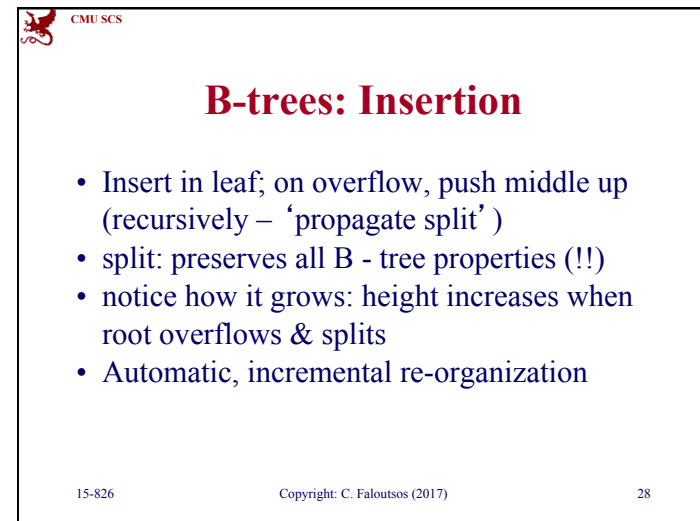 CMU SCS
B-trees: Insertion
• Insert in leaf; on overflow, push middle up
(recursively – ‘propagate split’)
• split: preserves all B - tree properties (!!)
• notice how it grows: height increases when
root overflows & splits
• Automatic, incremental re-organization
15-826 Copyright: C. Faloutsos (2017) 28